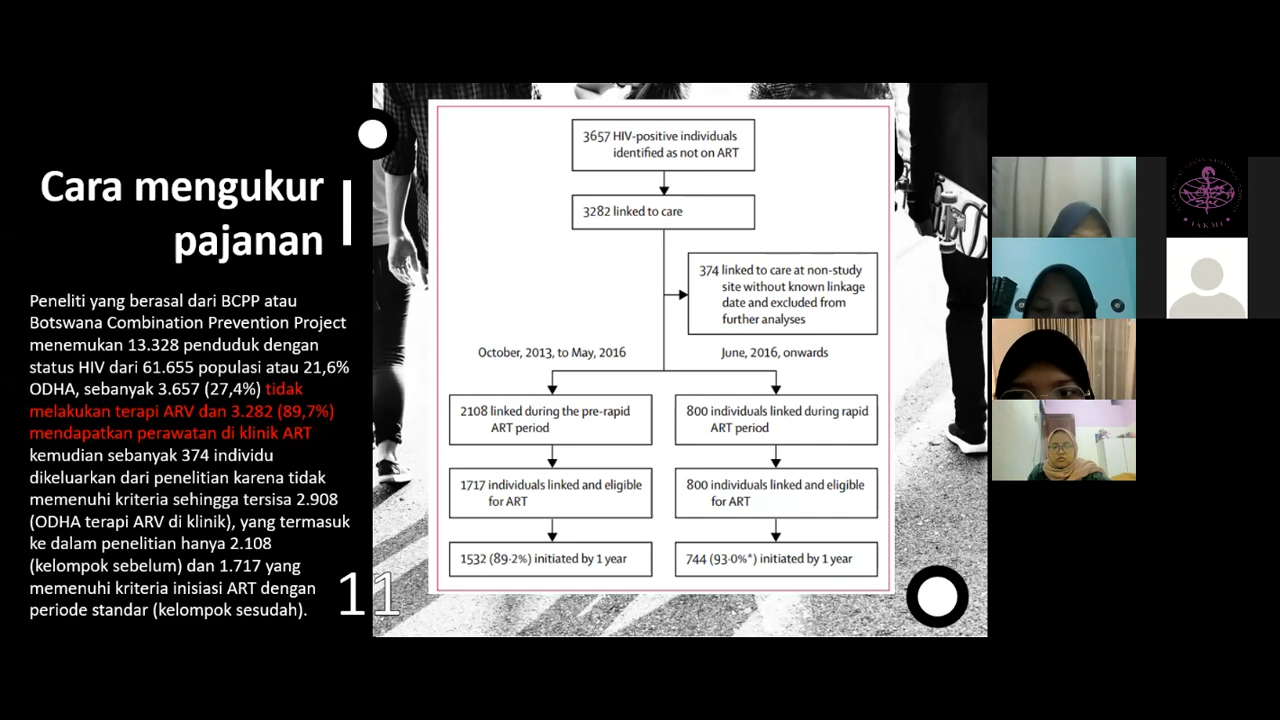 Cara mengukur
pajanan
Peneliti yang berasal dari BCPP atau
Botswana Combination Prevention Project
menemukan 13.328 penduduk dengan
status HIV dari 61.655 populasi atau 21,6%
ODHA, sebanyak 3.657 (27,4%) tidak
melakukan terapi ARV dan 3.282 (89,7%)
mendapatkan perawatan di klinik ART
kemudian sebanyak 374 individu
dikeluarkan dari penelitian karena tidak
memenuhi kriteria sehingga tersisa 2.908
(ODHA terapi ARV di klinik), yang termasuk
ke dalam penelitian hanya 2.108
(kelompok sebelum) dan 1.717 yang
memenuhi kriteria inisiasi ART dengan
periode standar (kelompok sesudah).
11
3657 HIV-positive individuals
identified as not on ART
3282 linked to care
374 linked to care at non-study
site without known linkage
date and excluded from
further analyses
October, 2013, to May, 2016
June, 2016, onwards
2108 linked during the pre-rapid
ART period
800 individuals linked during rapid
ART period
1717 individuals linked and eligible
for ART
800 individuals linked and eligible
for ART
1532 (89·2%) initiated by 1 year
744 (93·0%*) initiated by 1 year
IAKMI